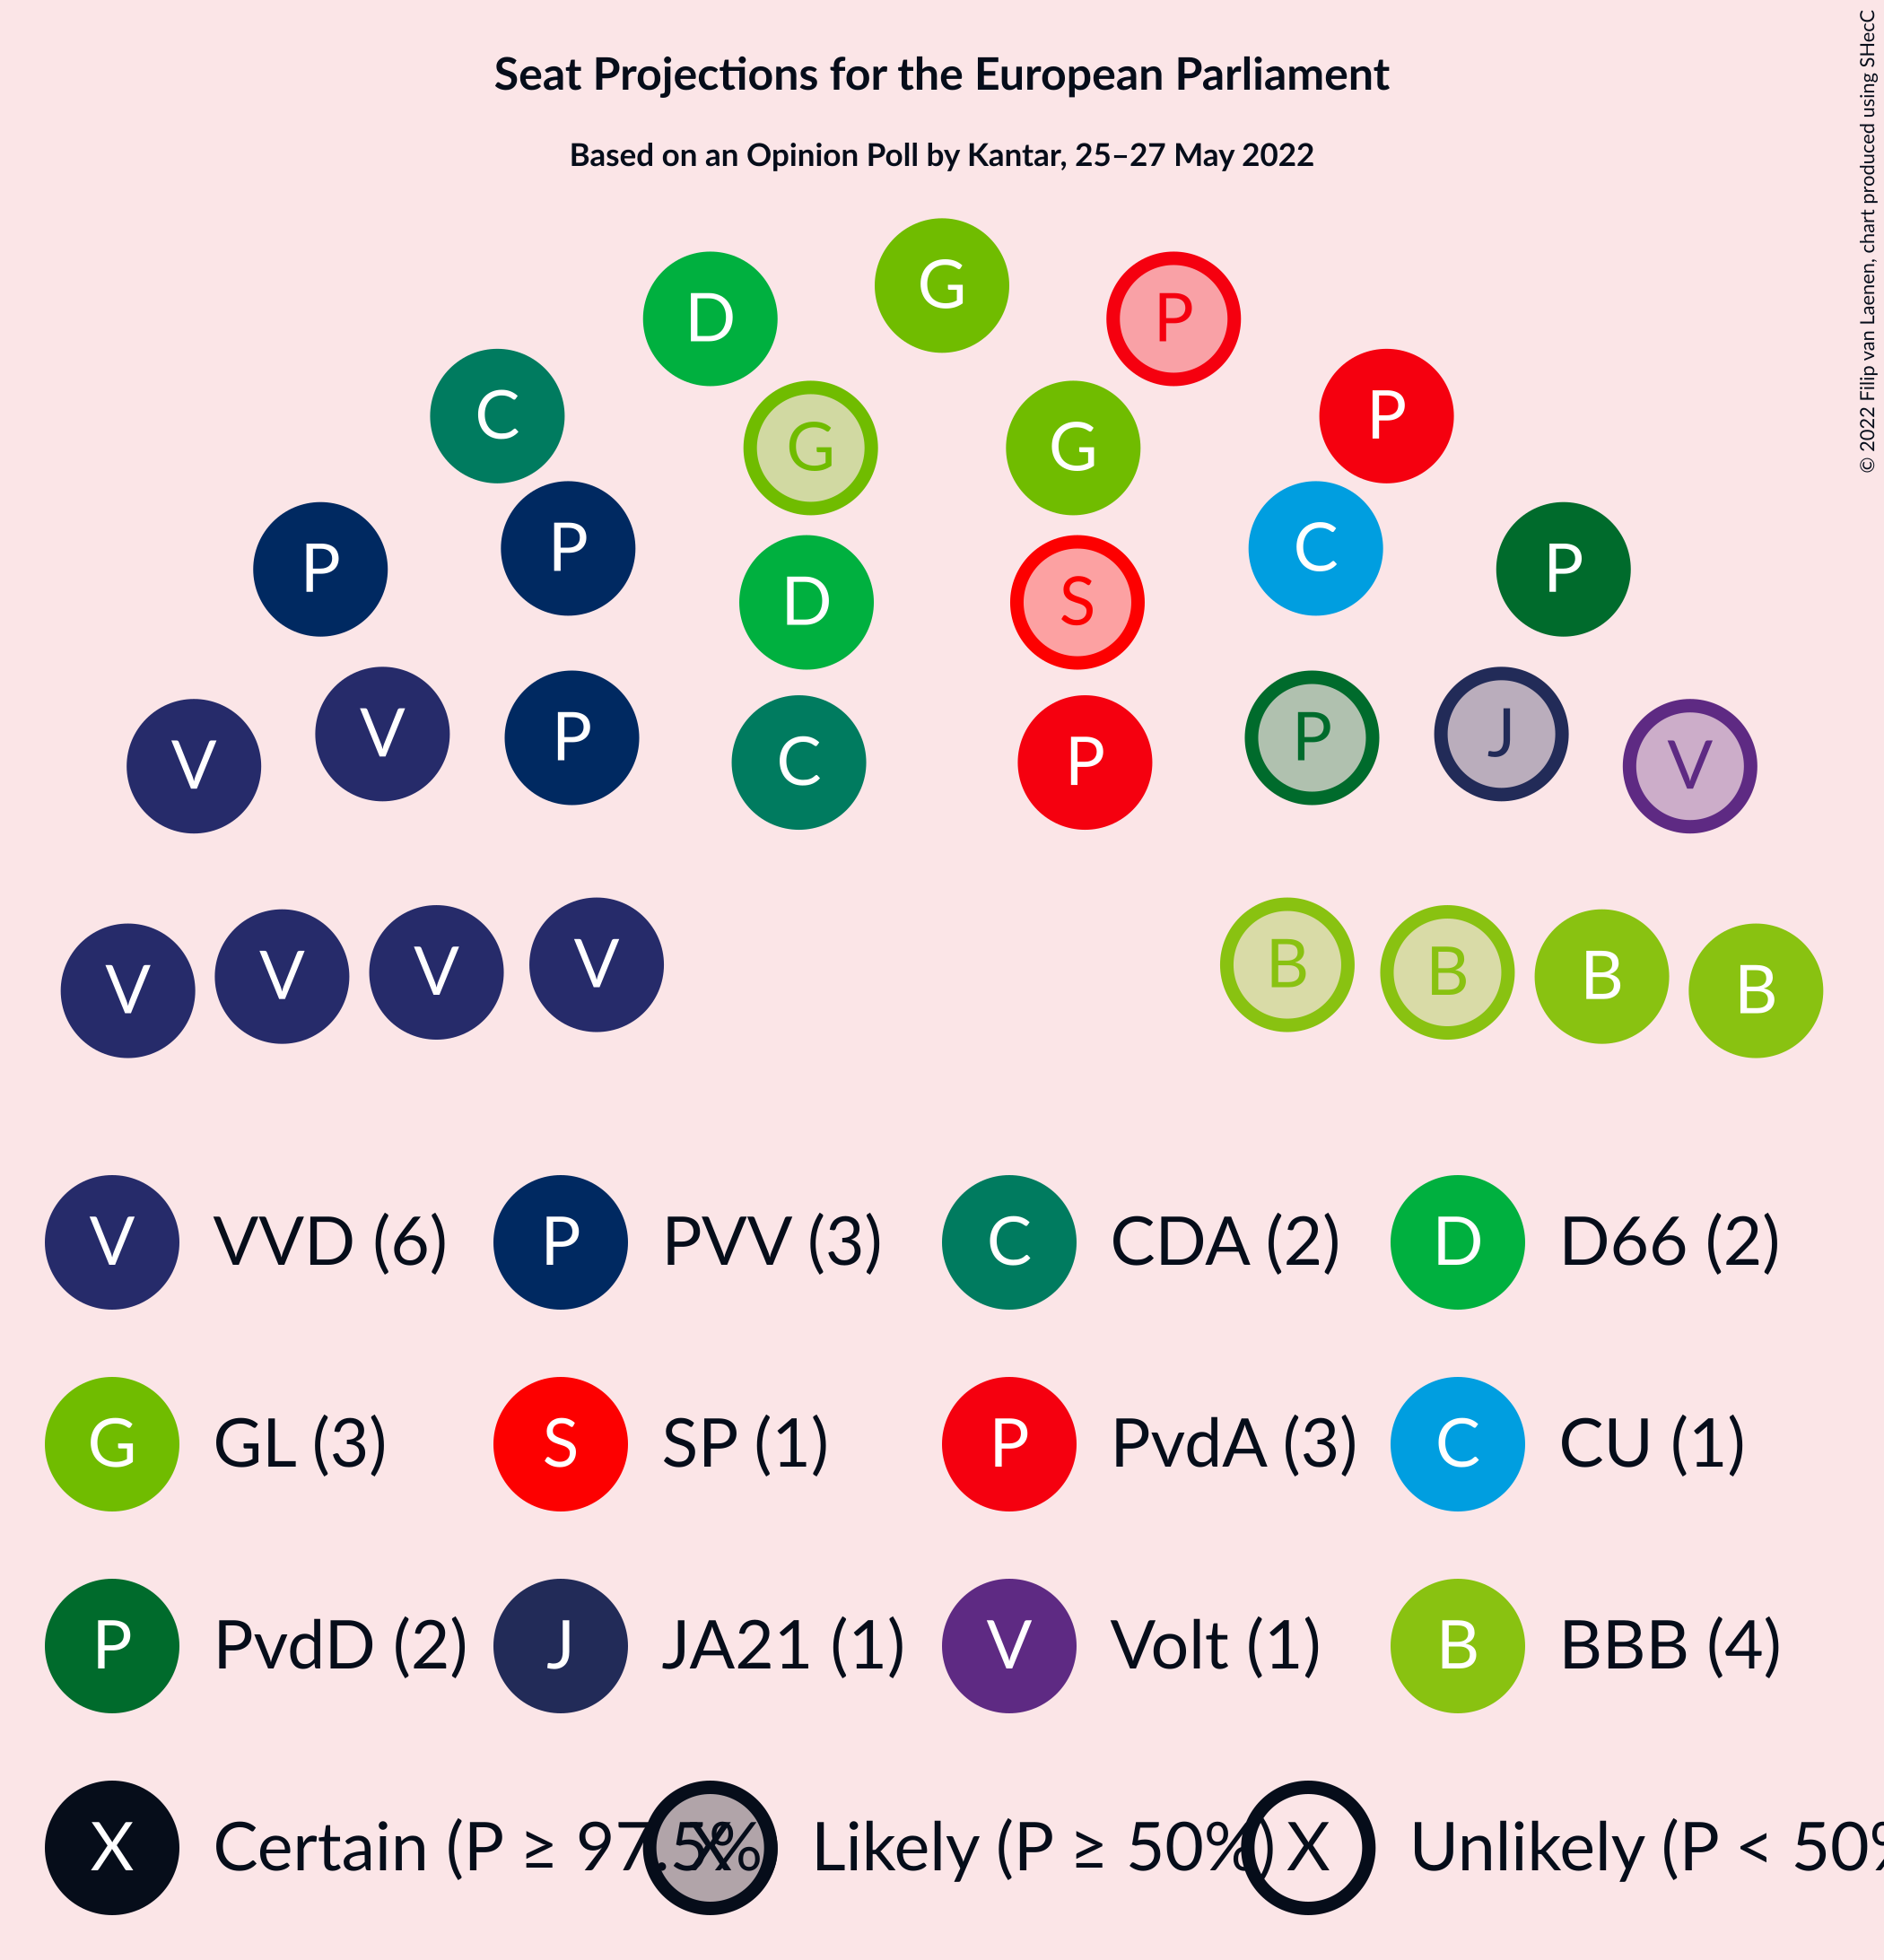 Seat Projections for the European Parliament
Based on an Opinion Poll by Kantar, 25–27 May 2022
© 2022 Filip van Laenen, chart produced using SHecC
G
D P
C P
G G
P P C P
D S
V V P C P P J V
V V V V B B B B
V VVD (6) P PVV (3) C CDA (2) D D66 (2)
G GL (3) S SP (1) P PvdA (3) C CU (1)
P PvdD (2) J JA21 (1) V Volt (1) B BBB (4)
X Certain (P ≥ 97.5% X Likely (P ≥ 50%) X Unlikely (P < 50%